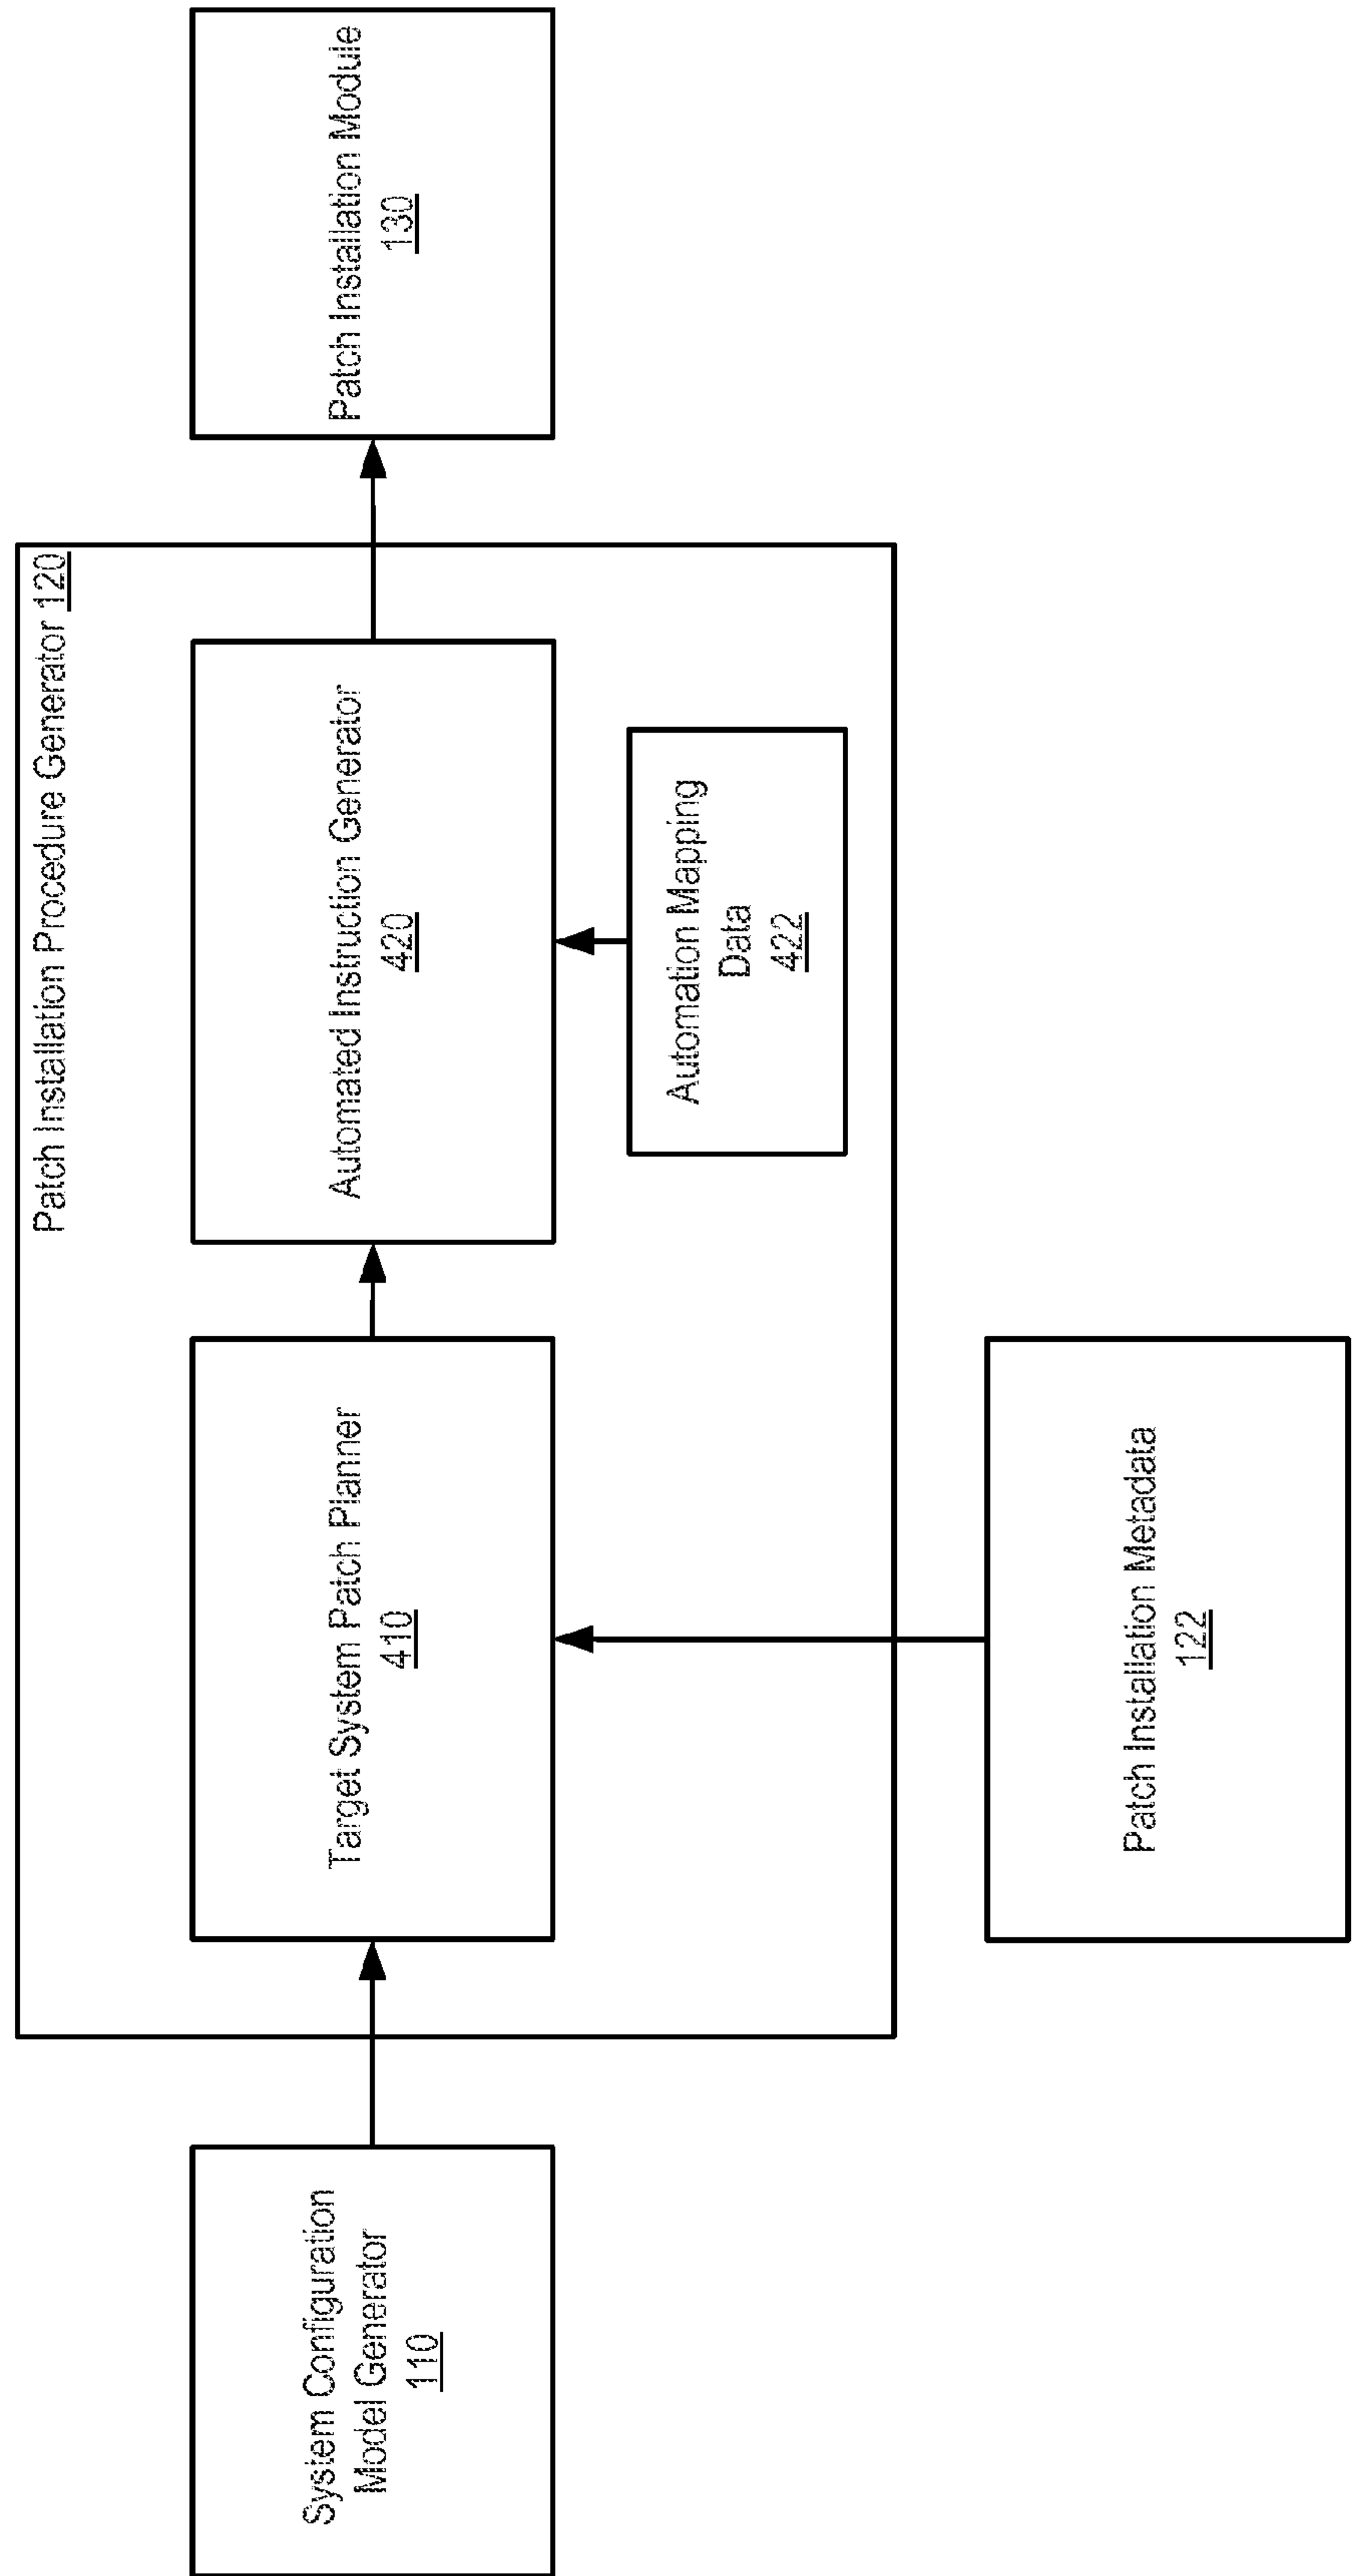 Patch Installation Procedure Generator 120
System Configuration
Model Generator
110
Target System Patch Planner
410
Automated Instruction Generator
420
Patch Installation Module
130
Automation Mapping
Data
422
Patch Installation Metadata
122